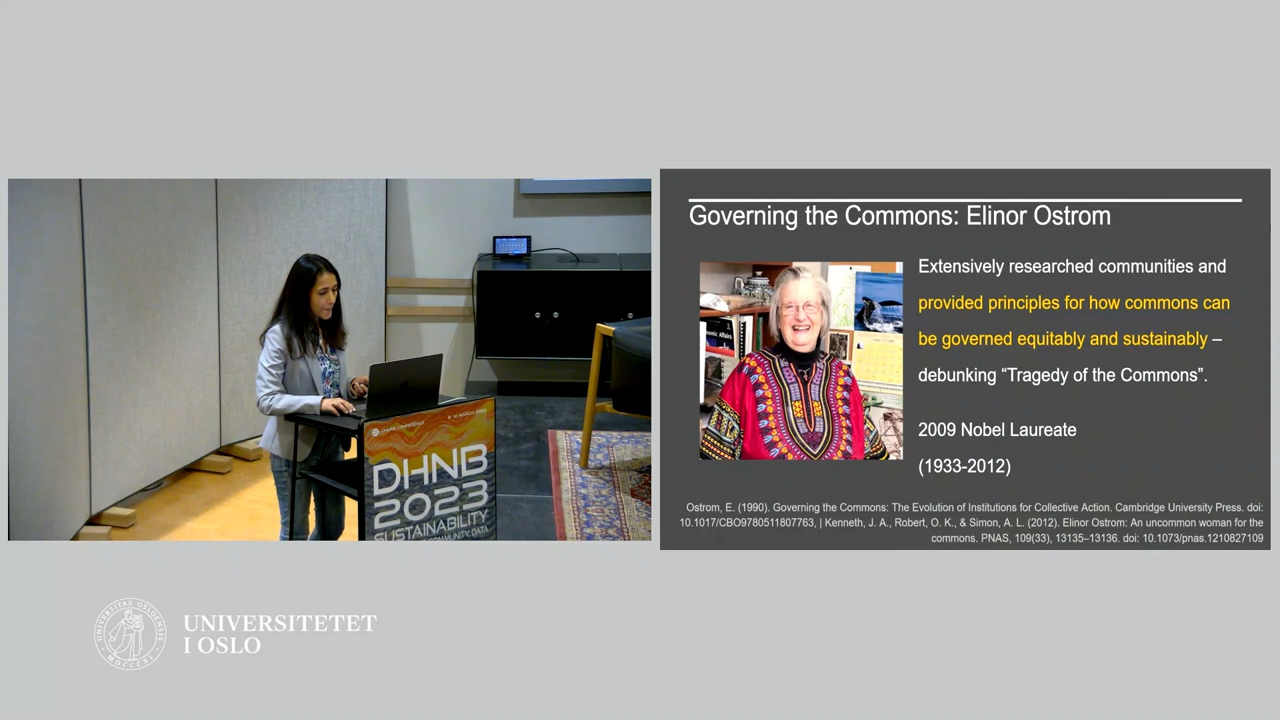 Governing the Commons: Elinor Ostrom
Extensively researched communities and
provided principles for how commons can
be governed equitably and sustainably –
debunking “Tragedy of the Commons”.
2009 Nobel Laureate
(1933-2012)
Ostrom, E. (1990). Governing the Commons: The Evolution of Institutions for Collective Action. Cambridge University Press. doi:
10.1017/CBO9780511807763, | Kenneth, J. A., Robert, O. K., & Simon, A. L. (2012). Elinor Ostrom: An uncommon woman for the
commons. PNAS, 109(33), 13135–13136. doi: 10.1073/pnas.1210827109
DHNB
2023
SUSTAINABILITY
UNIVERSITAS OSLOENSIS
MDCCCXI
UNIVERSITETET
I OSLO